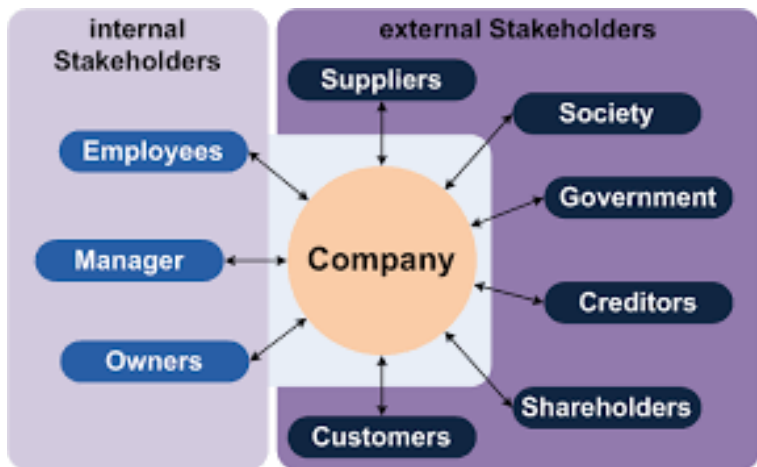 internal
Stakeholders
external Stakeholders
Suppliers
Society
Employees
Government
Manager
Company
Creditors
Owners
Shareholders
Customers